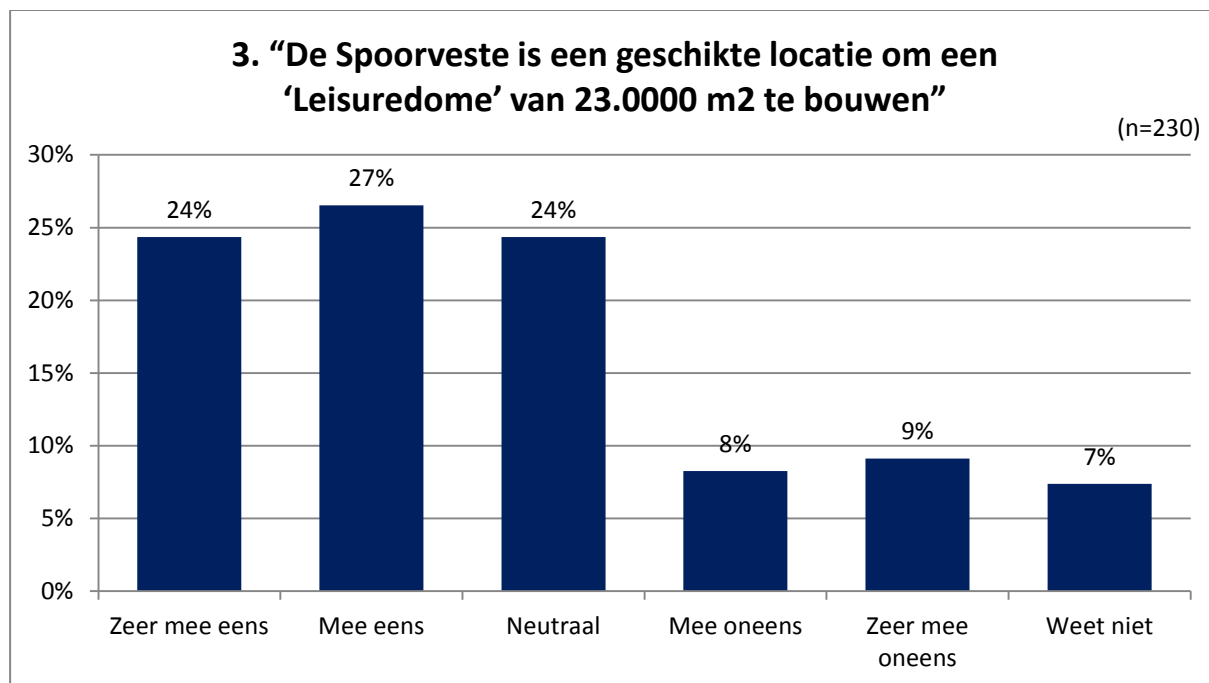 3. “De Spoorveste is een geschikte locatie om een
‘Leisuredome’ van 23.0000 m2 te bouwen”
(n=230)
30%
25%
20%
15%
10%
5%
0%
24%
27%
24%
8%
9%
7%
Zeer mee eens
Mee eens
Neutraal
Mee oneens
Zeer mee
oneens
Weet niet